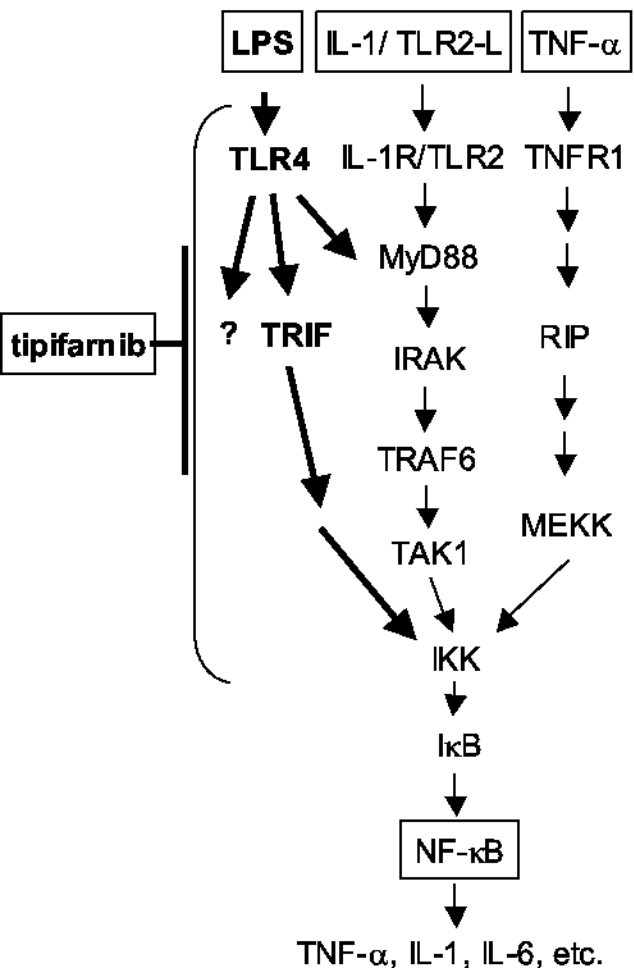 LPS IL-1/ TLR2-L TNF-α
TLR4 IL-1R/TLR2 TNFR1
MyD88
tipifarnib ? TRIF IRAK RIP
TRAF6
TAK1 MEKK
IKK
IκB
NF-κB
TNF-α, IL-1, IL-6, etc.